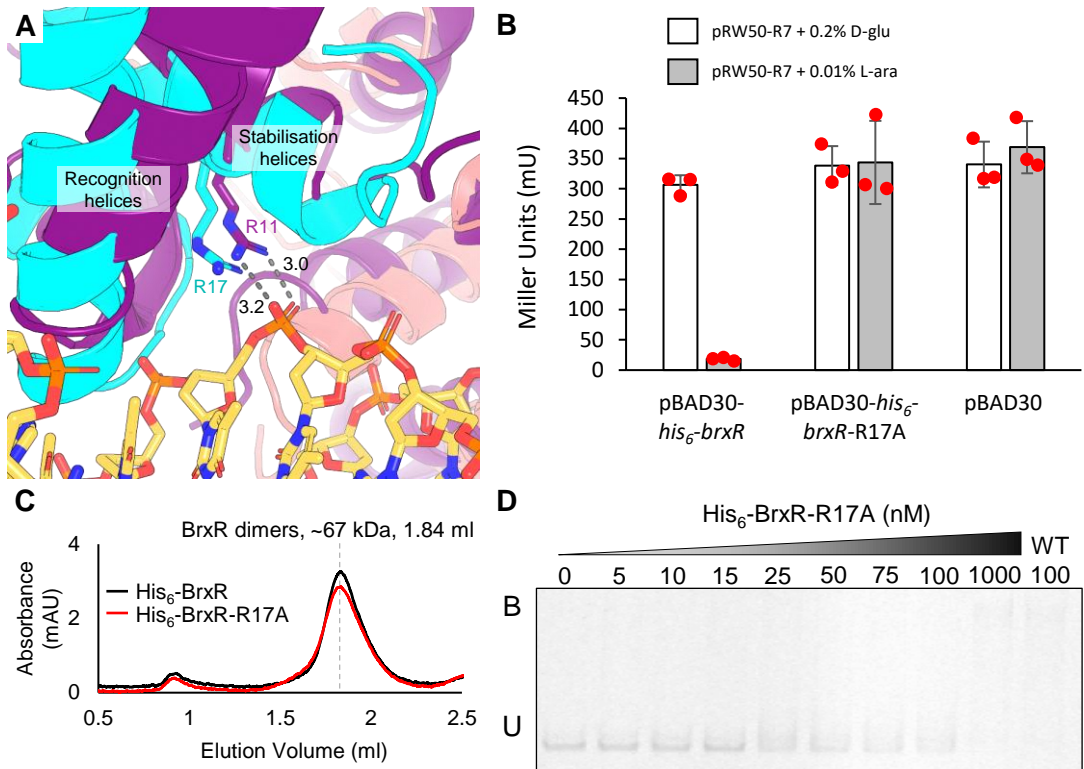 A
Stabilisation
helices
Recognition
helices
R11
R17
3.0
3.2
B
pRW50-R7 + 0.2% D-glu
pRW50-R7 + 0.01% L-ara
Miller Units (mU)
450
400
350
300
250
200
150
100
50
0
pBAD30-
his₆-brxR
pBAD30-his₆-
brxR-R17A
pBAD30
C
BrxR dimers, ~67 kDa, 1.84 ml
His₆-BrxR
His₆-BrxR-R17A
Absorbance
(mAU)
4
2
0
0.5 1 1.5 2 2.5
Elution Volume (ml)
D
His₆-BrxR-R17A (nM)
WT
0 5 10 15 25 50 75 100 1000 100
B
U